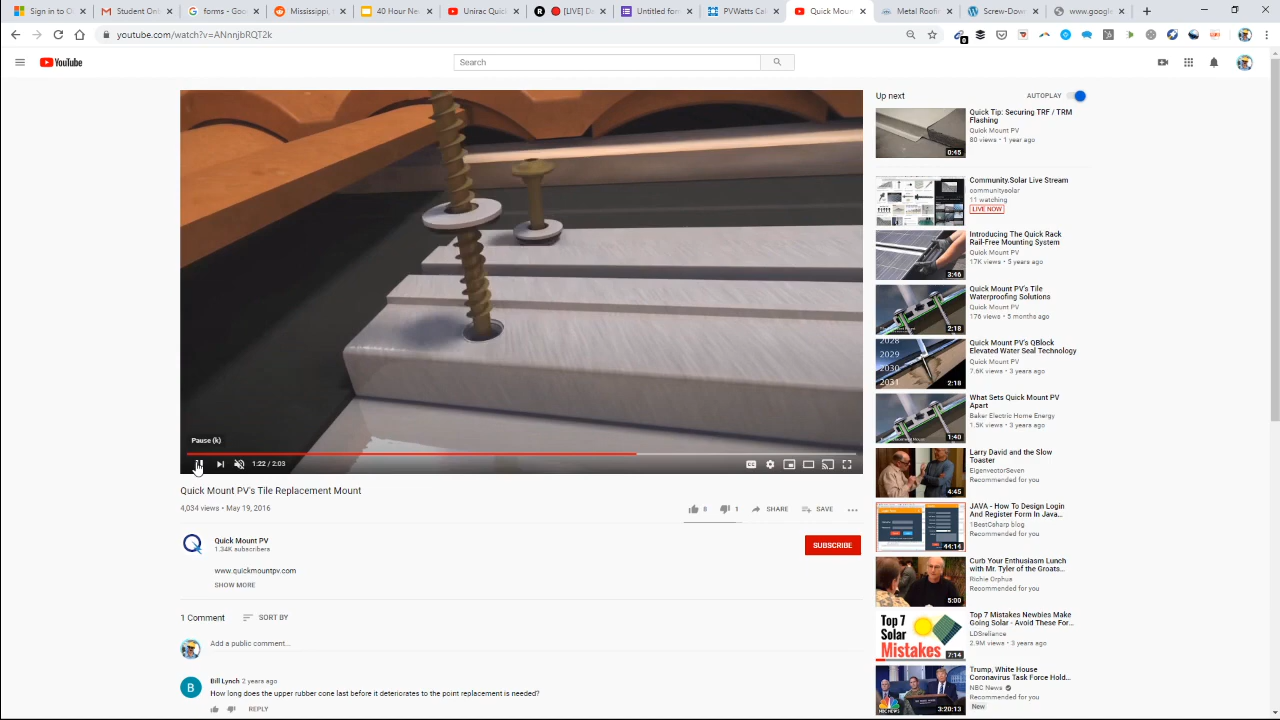 Sign in to C
Student Onl
Forms - Goo
Mississippi,
40 Hour Ne
Unirac Quicl
[LIVE] De
Untitled forn
PVWatts Cal
Quick Moun
Metal Roofi
Screw-Down
www.google
youtube.com/watch?v=ANnnjbRQT2k
YouTube
Search
Pause (k)
1:22 / 2:03
Quick Mount PV's Tile Replacement Mount
8
1
SHARE
SAVE
Quick Mount PV
1.34K subscribers
SUBSCRIBE
www.quickmountpv.com
SHOW MORE
1 Comment
SORT BY
Add a public comment...
B
Bill Lynch 2 years ago
How long does the seal rubber cone last before it deteriorates to the point replacement is needed?
REPLY
Up next
AUTOPLAY
Quick Tip: Securing TRF / TRM
Flashing
Quick Mount PV
80 views • 1 year ago
0:45
Community.Solar Live Stream
communitysolar
11 watching
LIVE NOW
Introducing The Quick Rack
Rail-Free Mounting System
Quick Mount PV
17K views • 5 years ago
3:46
Quick Mount PV's Tile
Waterproofing Solutions
Quick Mount PV
176 views • 5 months ago
2:18
2028
2029
2030
2031
Quick Mount PV's QBlock
Elevated Water Seal Technology
Quick Mount PV
7.6K views • 3 years ago
2:18
What Sets Quick Mount PV
Apart
Baker Electric Home Energy
1.5K views • 3 years ago
1:40
Larry David and the Slow
Toaster
EigenvectorSeven
Recommended for you
4:45
JAVA - How To Design Login
And Register Form In Java...
1BestCsharp blog
Recommended for you
44:14
Curb Your Enthusiasm Lunch
with Mr. Tyler of the Groats...
Richie Orphus
Recommended for you
5:00
Top 7
Solar
Mistakes
7:14
Top 7 Mistakes Newbies Make
Going Solar - Avoid These For...
LDSreliance
2.9M views • 3 years ago
Trump, White House
Coronavirus Task Force Hold...
NBC News
Recommended for you
New
NBC NEWS
3:20:13